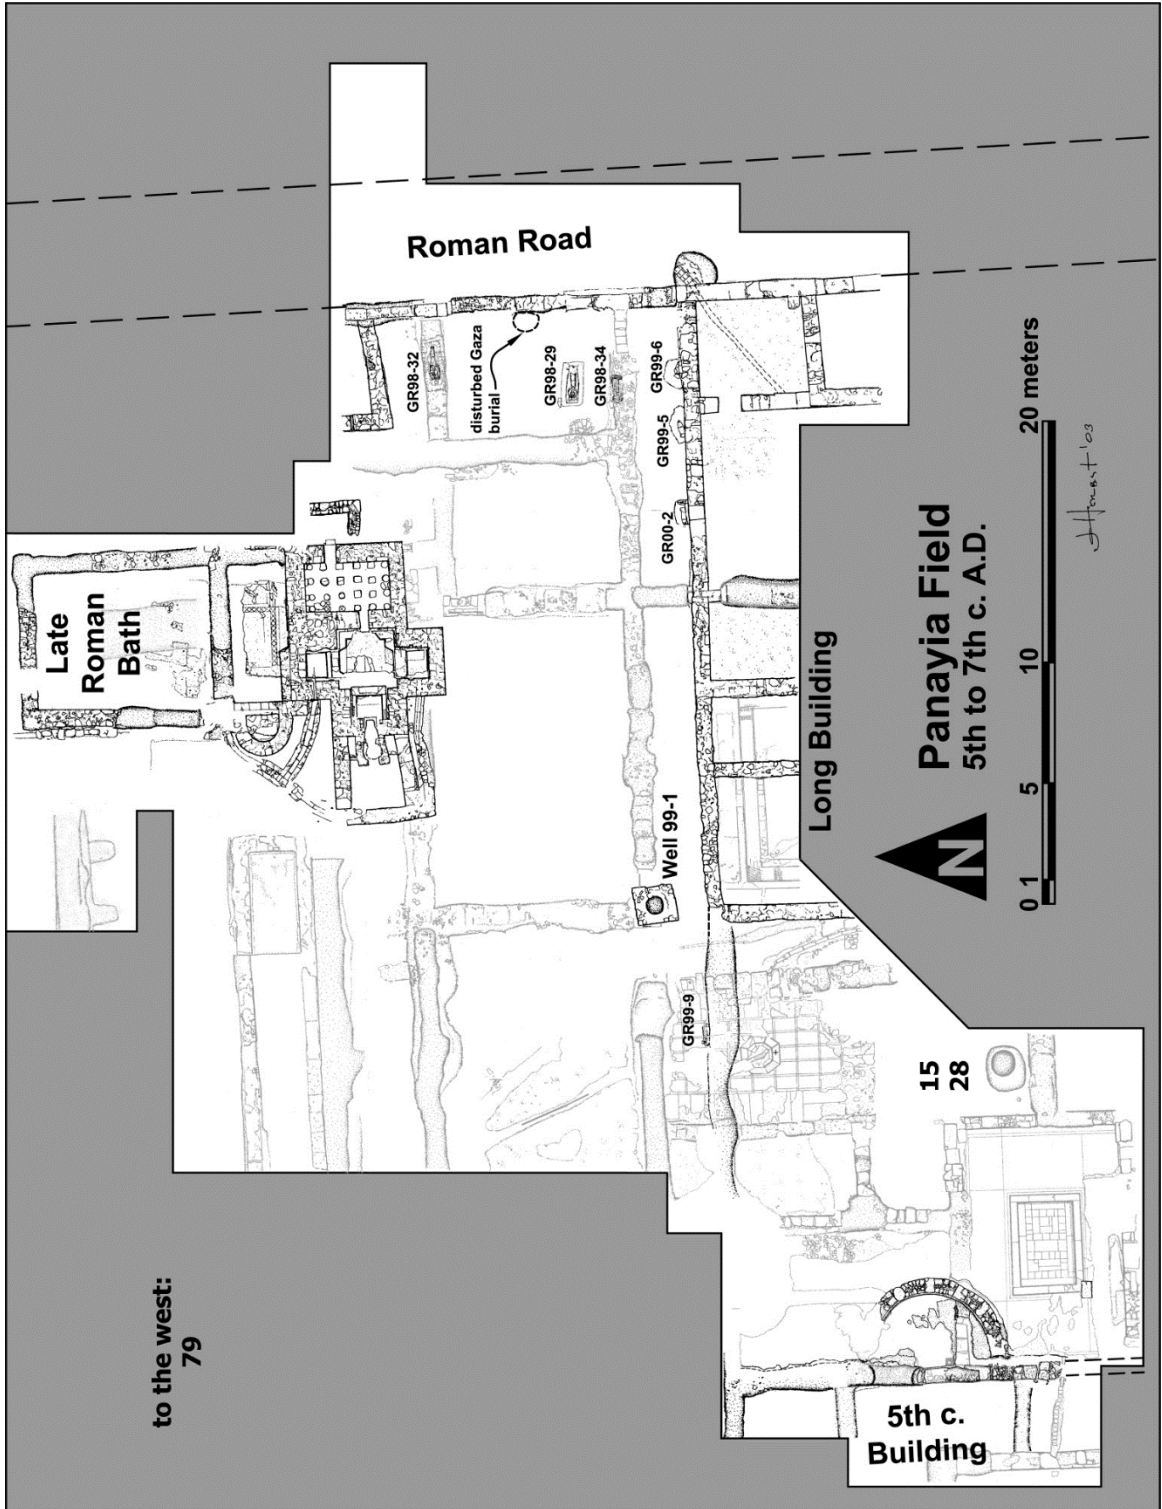 Late
Roman
Bath
to the west:
79
Roman Road
GR98-32
disturbed Gaza
burial
GR98-29
GR98-34
GR99-6
GR99-5
GR00-2
Well 99-1
GR99-9
Long Building
15
28
5th c.
Building
N
Panayia Field
5th to 7th c. A.D.
0 1 5 10 20 meters
JHerbst '03